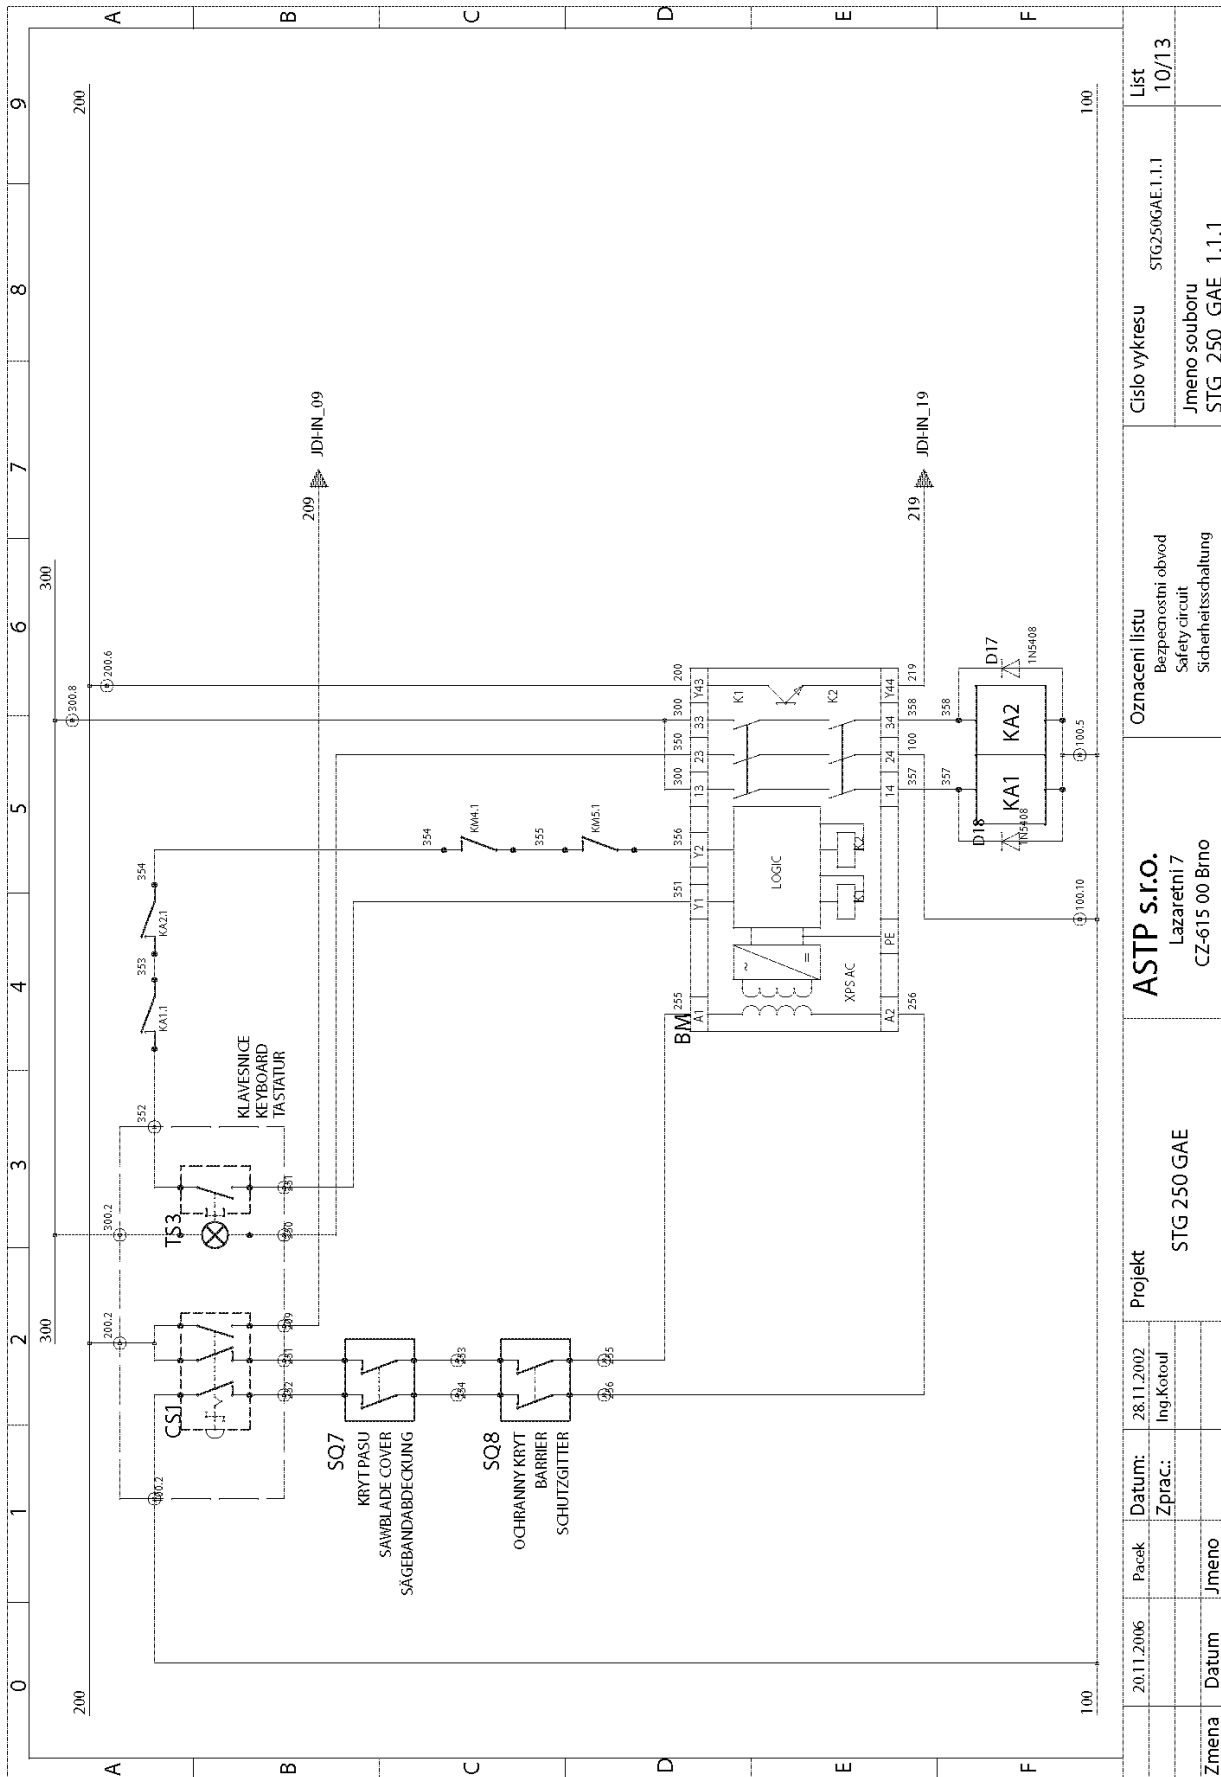 0 1 2 3 4 5 6 7 8 9
A
B
C
D
E
F
A
B
C
D
E
F
200
200
300
300
200.2
300.2
300.8
200.6
352
KA1.1
353
KA2.1
354
CS1
TS3
KLAVESNICE
KEYBOARD
TASTATUR
209
JDI-IN_09
SQ7
KRYT PASU
SAWBLADE COVER
SÄGEBANDABDECKUNG
SQ8
OCHRANNY KRYT
BARRIER
SCHUTZGITTER
354
KM4.1
355
KM5.1
BM
255
351
356
300
350
300
200
A1
Y1
Y2
13
23
33
Y43
~
=
LOGIC
K1
K2
K1
K2
XPS AC
A2
PE
14
24
34
Y44
256
357
100
358
219
219
JDI-IN_19
357
358
D18
1N5408
KA1
KA2
D17
1N5408
100.10
100.5
100
100
20.11.2006
Pacek
Zmena
Datum
Jmeno
Datum:
28.11.2002
Zprac.:
Ing.Kotoul
Projekt
STG 250 GAE
ASTP s.r.o.
Lazaretni 7
CZ-615 00 Brno
Oznaceni listu
Bezpecnostni obvod
Safety circuit
Sicherheitsschaltung
Cislo vykresu
STG250GAE.1.1.1
Jmeno souboru
STG_250_GAE_1.1.1
List
10/13